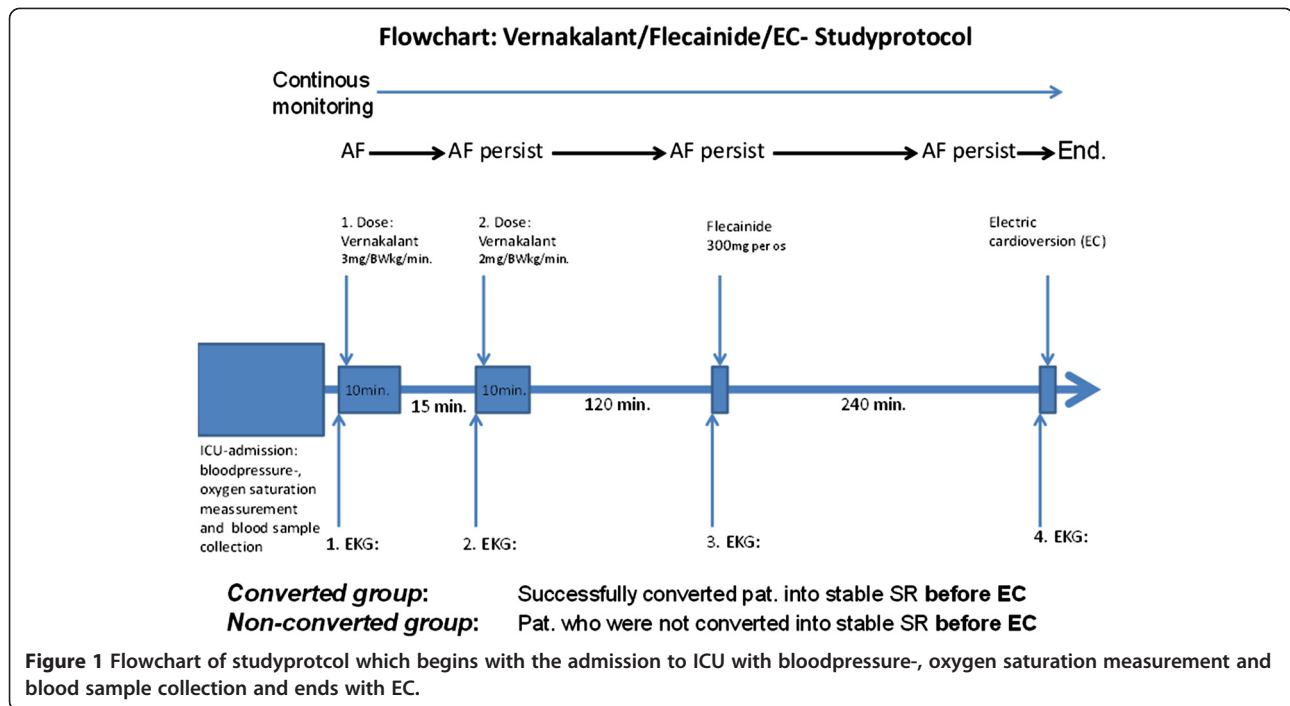 Flowchart: Vernakalant/Flecainide/EC- Studyprotocol
Continous
monitoring
AF AF persist AF persist AF persist End.
1. Dose:
Vernakalant
3mg/BWkg/min.
2. Dose:
Vernakalant
2mg/BWkg/min.
Flecainide
300mg per os
Electric
cardioversion (EC)
10min.
15 min.
10min.
120 min.
240 min.
ICU-admission:
bloodpressure-,
oxygen saturation
meassurement
and blood sample
collection
1. EKG:
2. EKG:
3. EKG:
4. EKG:
Converted group: Successfully converted pat. into stable SR before EC
Non-converted group: Pat. who were not converted into stable SR before EC
Figure 1 Flowchart of studyprotcol which begins with the admission to ICU with bloodpressure-, oxygen saturation measurement and
blood sample collection and ends with EC.